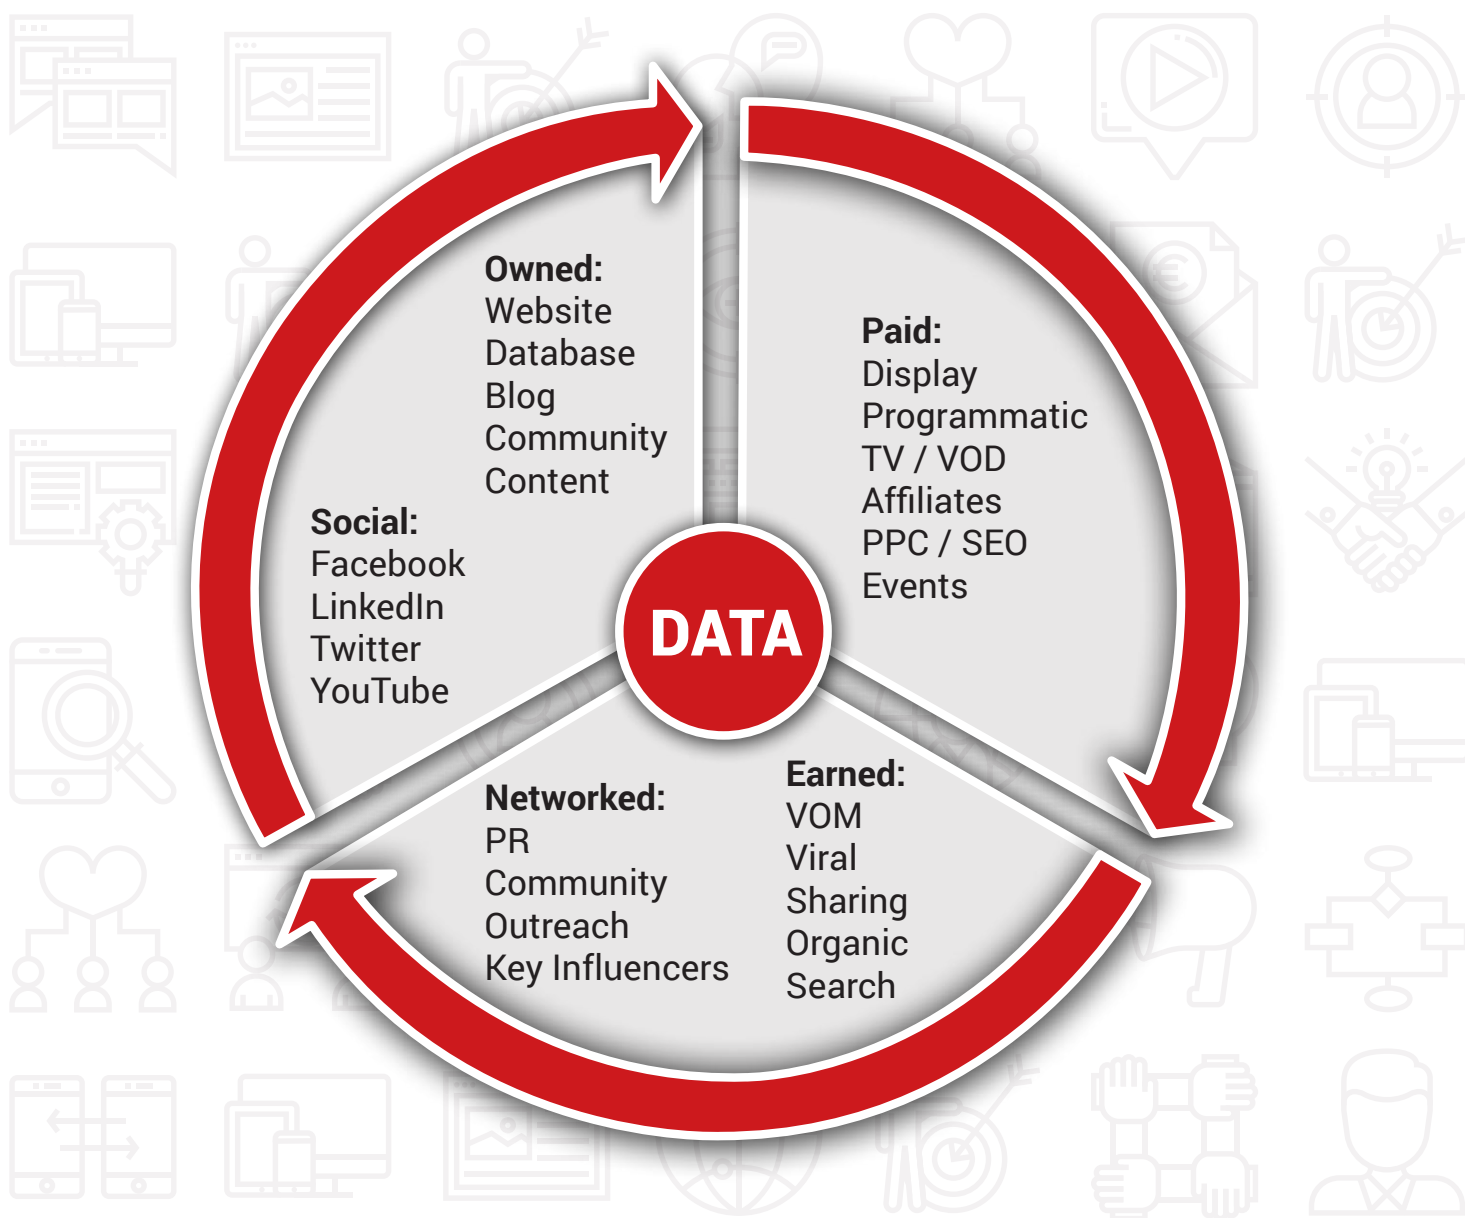 Owned:
Website
Database
Blog
Community
Content
Social:
Facebook
LinkedIn
Twitter
YouTube
Paid:
Display
Programmatic
TV / VOD
Affiliates
PPC / SEO
Events
DATA
Networked:
PR
Community
Outreach
Key Influencers
Earned:
VOM
Viral
Sharing
Organic
Search